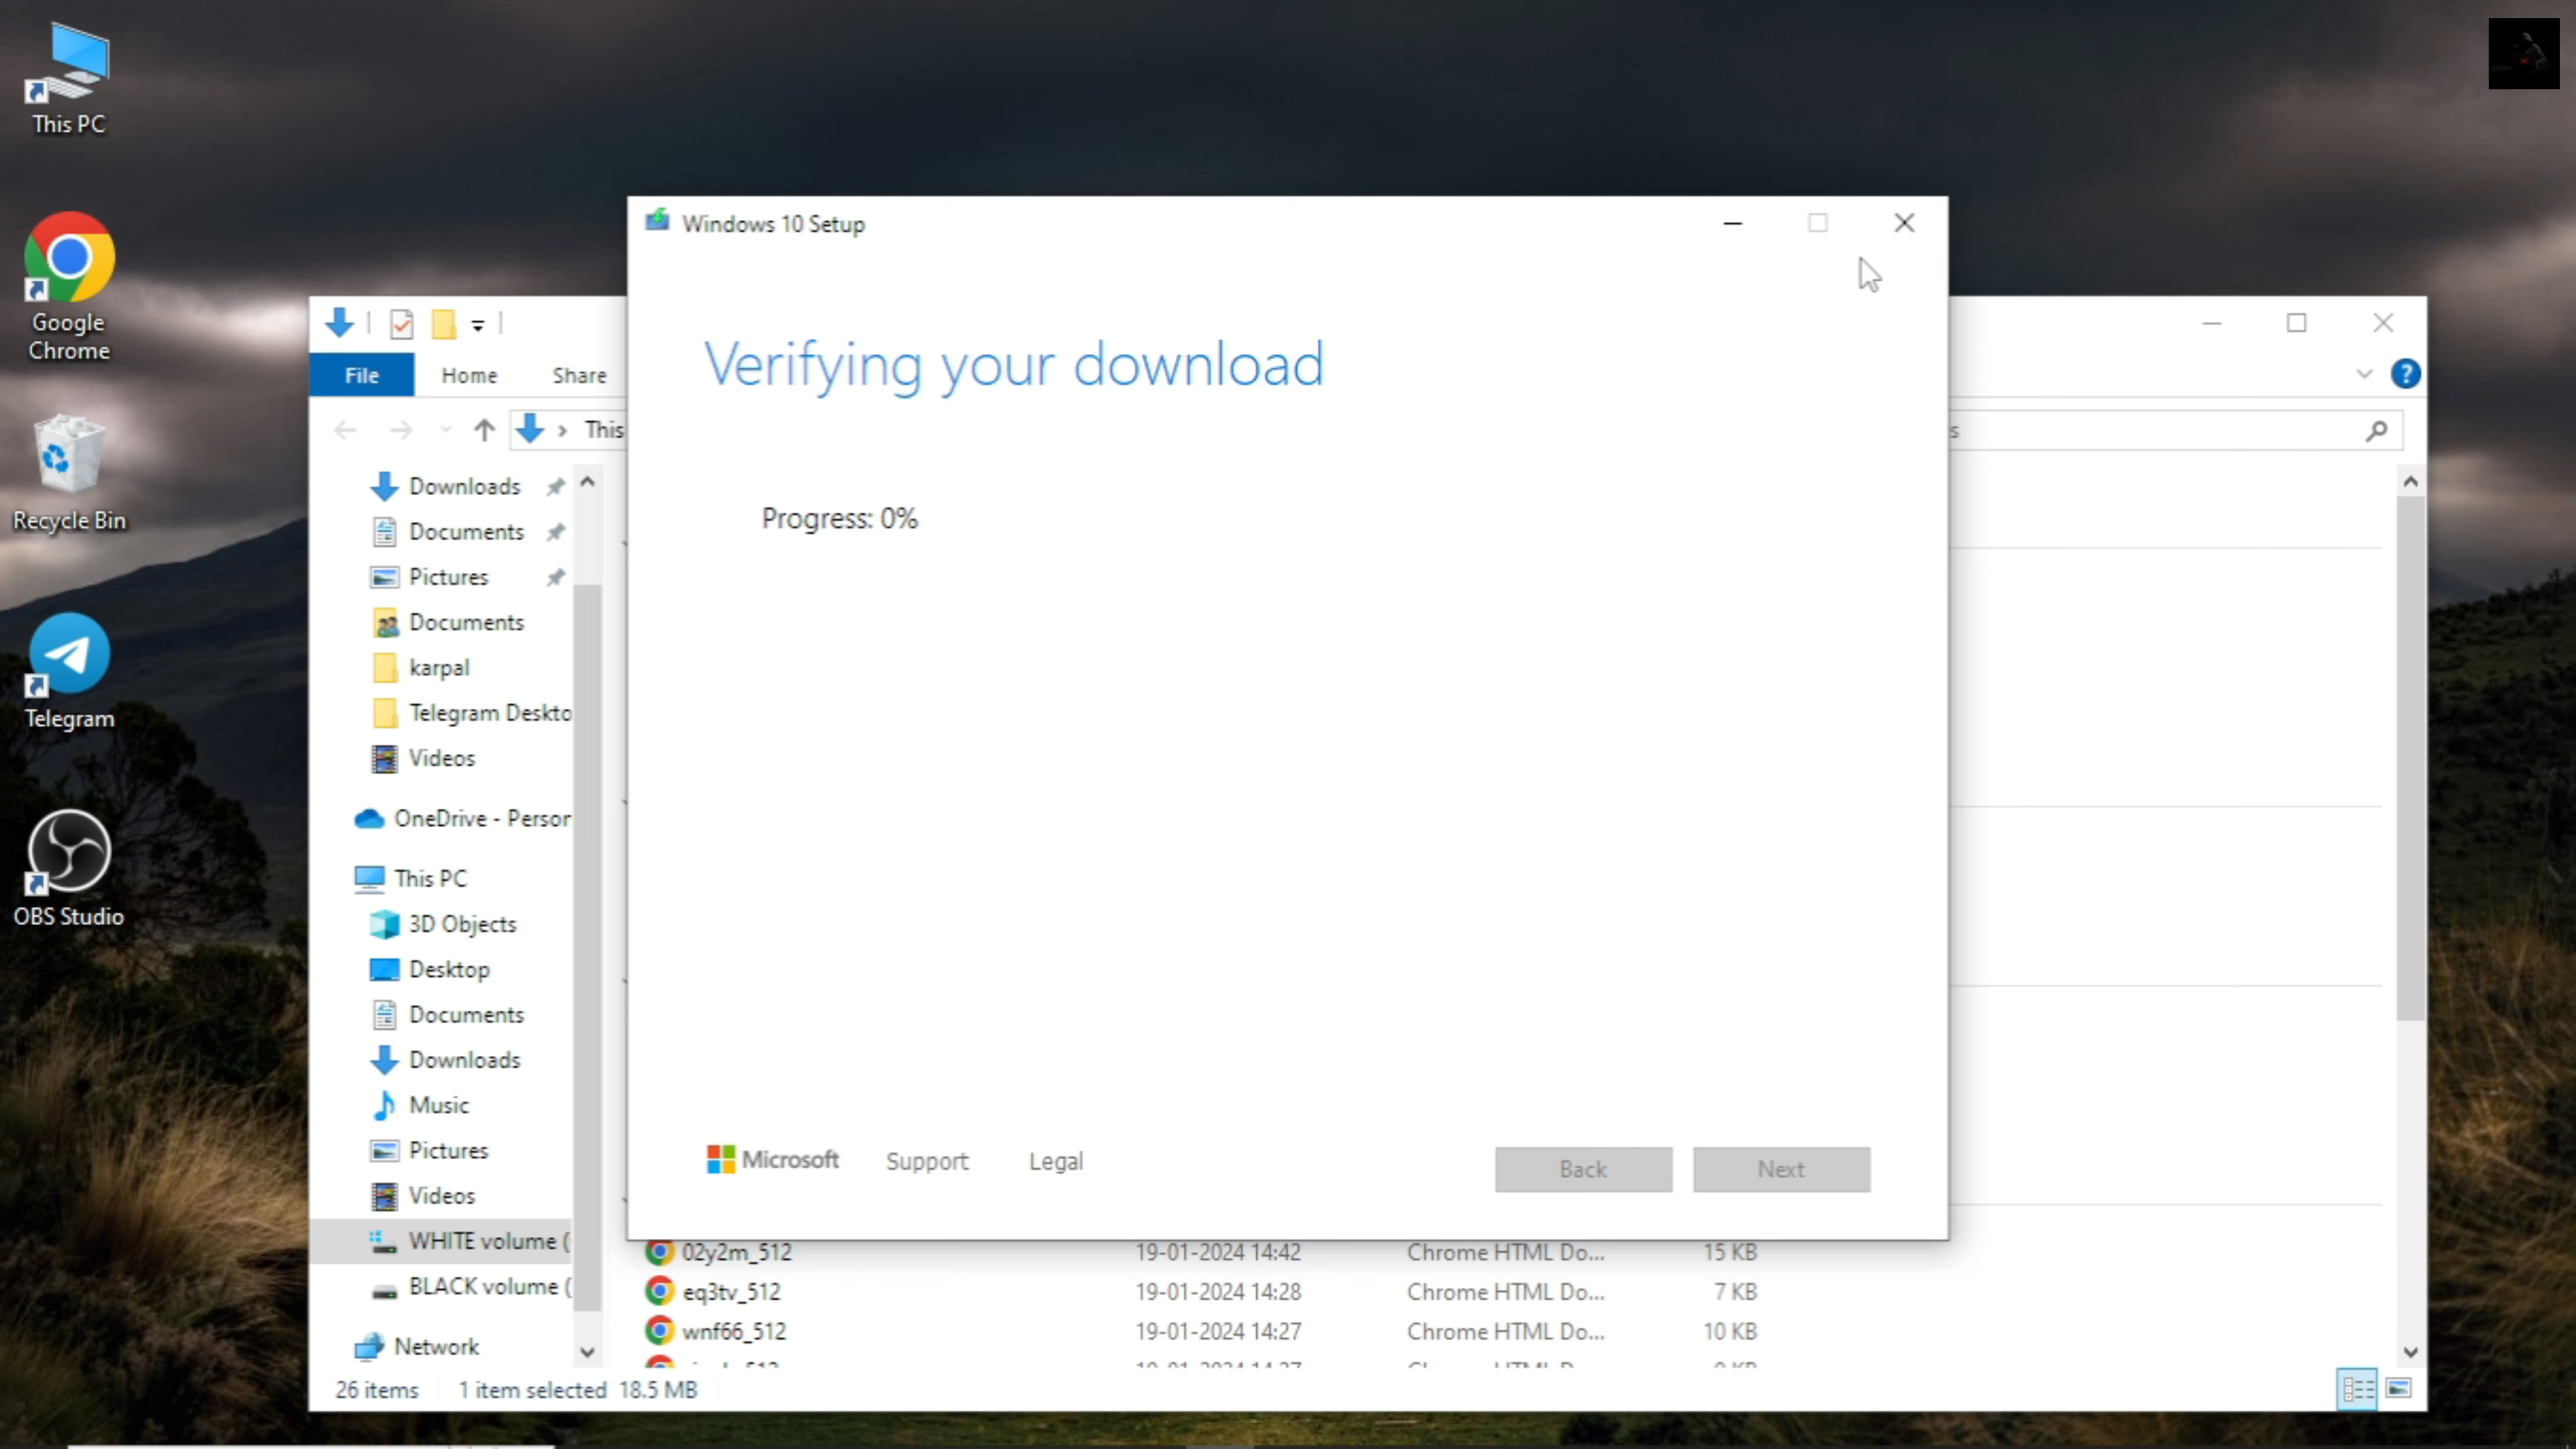 This PC
Google
Chrome
Recycle Bin
Telegram
OBS Studio
Windows 10 Setup
Verifying your download
Progress: 0%
Microsoft
Support
Legal
Back
Next
File
Home
Share
This
s
Downloads
Documents
Pictures
Documents
karpal
Telegram Deskto
Videos
OneDrive - Person
This PC
3D Objects
Desktop
Documents
Downloads
Music
Pictures
Videos
WHITE volume (
BLACK volume (
Network
02y2m_512 19-01-2024 14:42 Chrome HTML Do... 15 KB
eq3tv_512 19-01-2024 14:28 Chrome HTML Do... 7 KB
wnf66_512 19-01-2024 14:27 Chrome HTML Do... 10 KB
26 items 1 item selected 18.5 MB